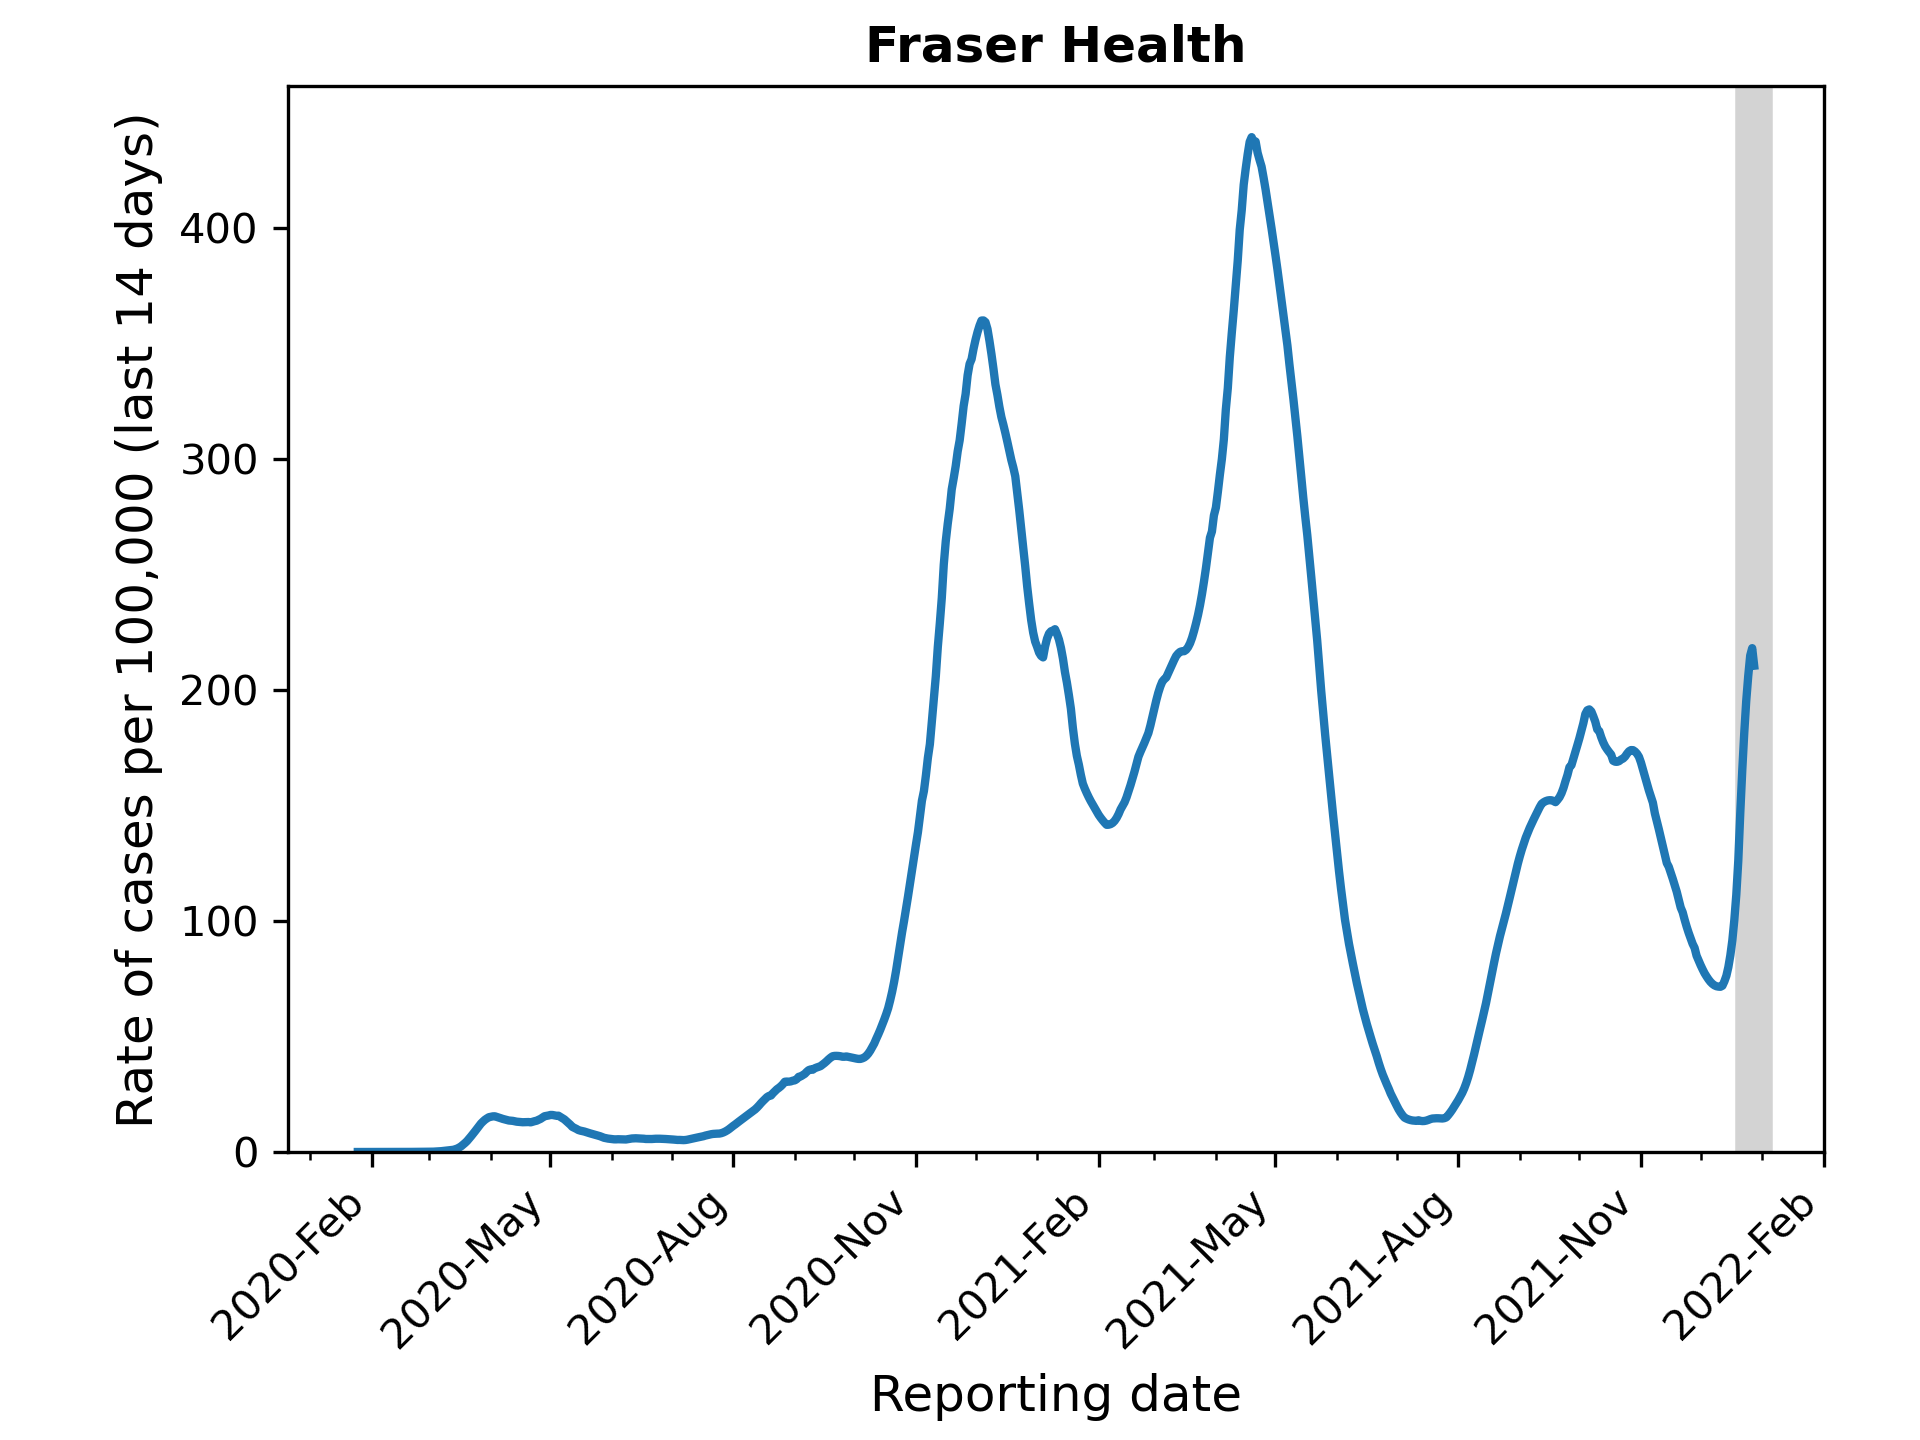 Fraser Health
Rate of cases per 100,000 (last 14 days)
400
300
200
100
0
2020-Feb
2020-May
2020-Aug
2020-Nov
2021-Feb
2021-May
2021-Aug
2021-Nov
2022-Feb
Reporting date